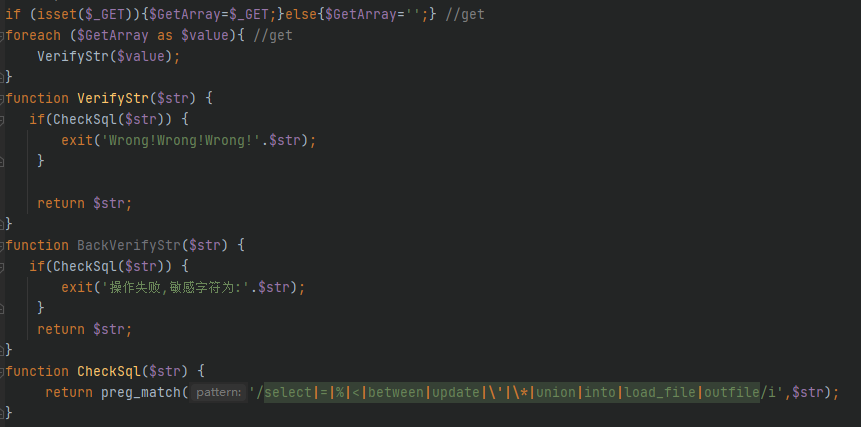 if (isset($_GET)){$GetArray=$_GET;}else{$GetArray='';} //get
foreach ($GetArray as $value){ //get
VerifyStr($value);
}
function VerifyStr($str) {
if(CheckSql($str)) {
exit('Wrong!Wrong!Wrong!'.$str);
}
return $str;
}
function BackVerifyStr($str) {
if(CheckSql($str)) {
exit('操作失败,敏感字符为:'.$str);
}
return $str;
}
function CheckSql($str) {
return preg_match( pattern: '/select|=|%|<|between|update|\'|\*|union|into|load_file|outfile/i',$str);
}